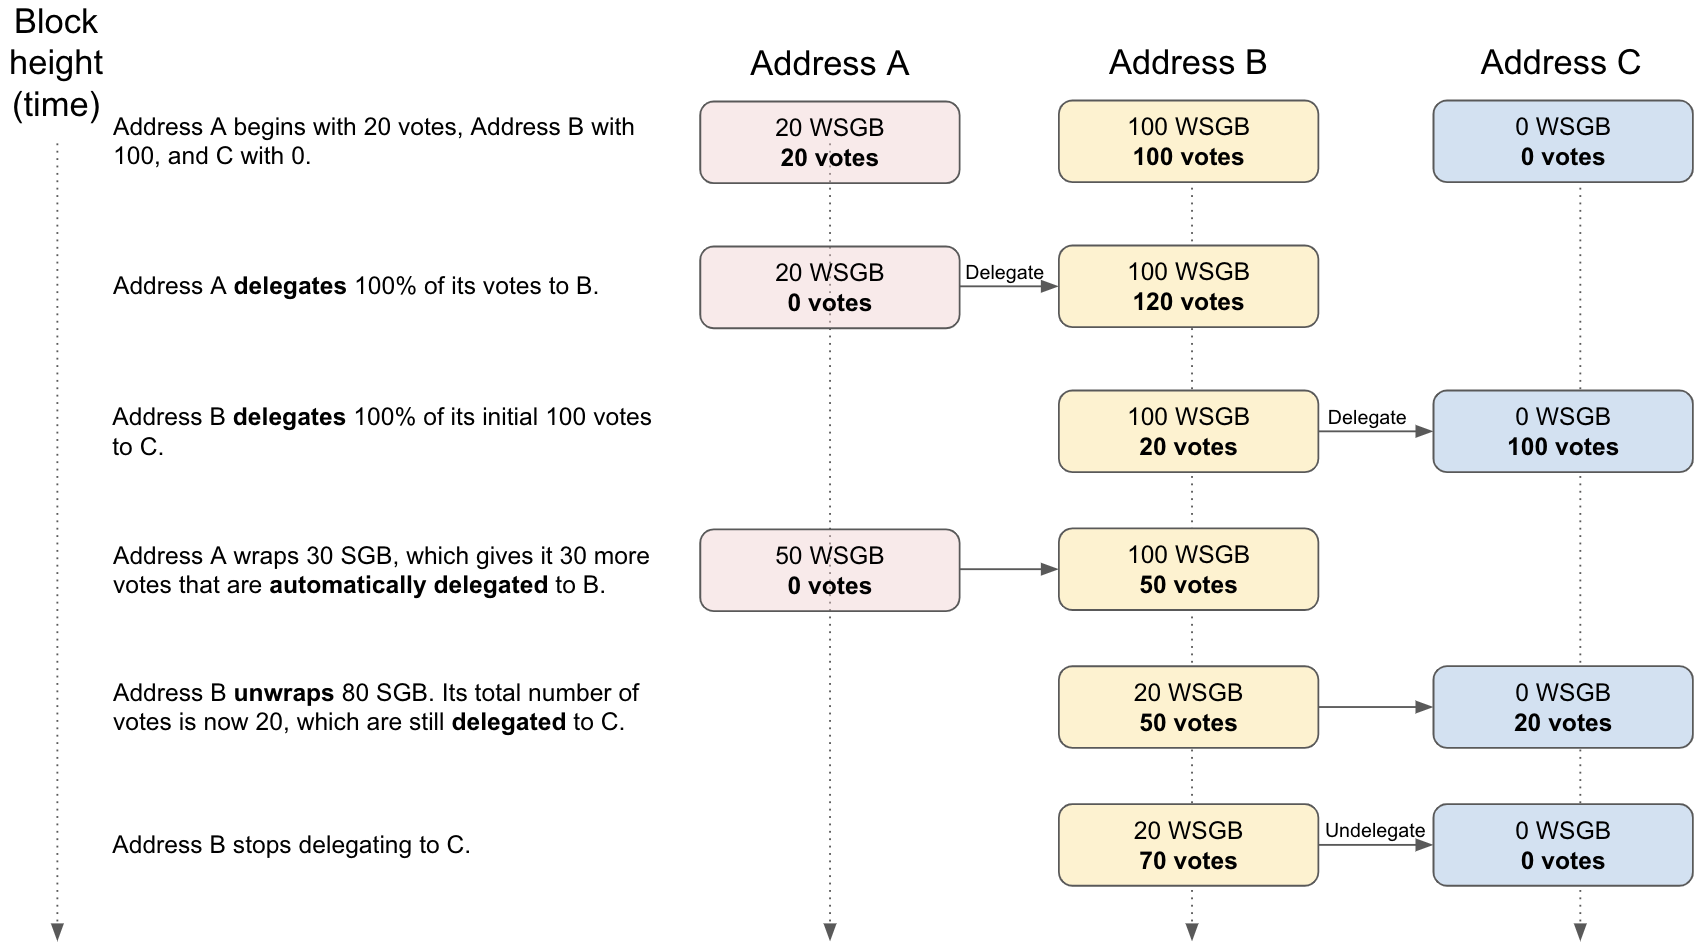 Block
height
(time)
Address A
Address B
Address C
Address A begins with 20 votes, Address B with
100, and C with 0.
20 WSGB
20 votes
100 WSGB
100 votes
0 WSGB
0 votes
Address A delegates 100% of its votes to B.
20 WSGB
0 votes
Delegate
100 WSGB
120 votes
Address B delegates 100% of its initial 100 votes
to C.
100 WSGB
20 votes
Delegate
0 WSGB
100 votes
Address A wraps 30 SGB, which gives it 30 more
votes that are automatically delegated to B.
50 WSGB
0 votes
100 WSGB
50 votes
Address B unwraps 80 SGB. Its total number of
votes is now 20, which are still delegated to C.
20 WSGB
50 votes
0 WSGB
20 votes
Address B stops delegating to C.
20 WSGB
70 votes
Undelegate
0 WSGB
0 votes